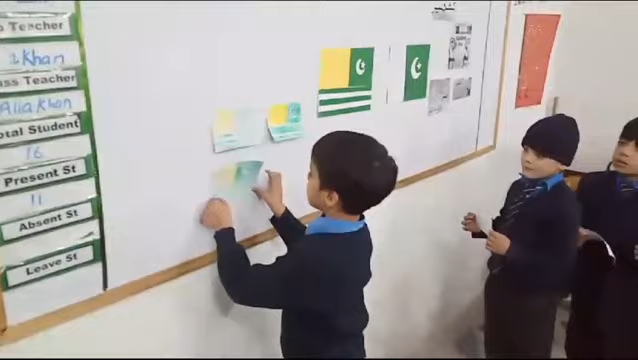 Teacher
Khan
ass Teacher
Alia Khan
otal Student
16
Present St
11
Absent St
Leave St